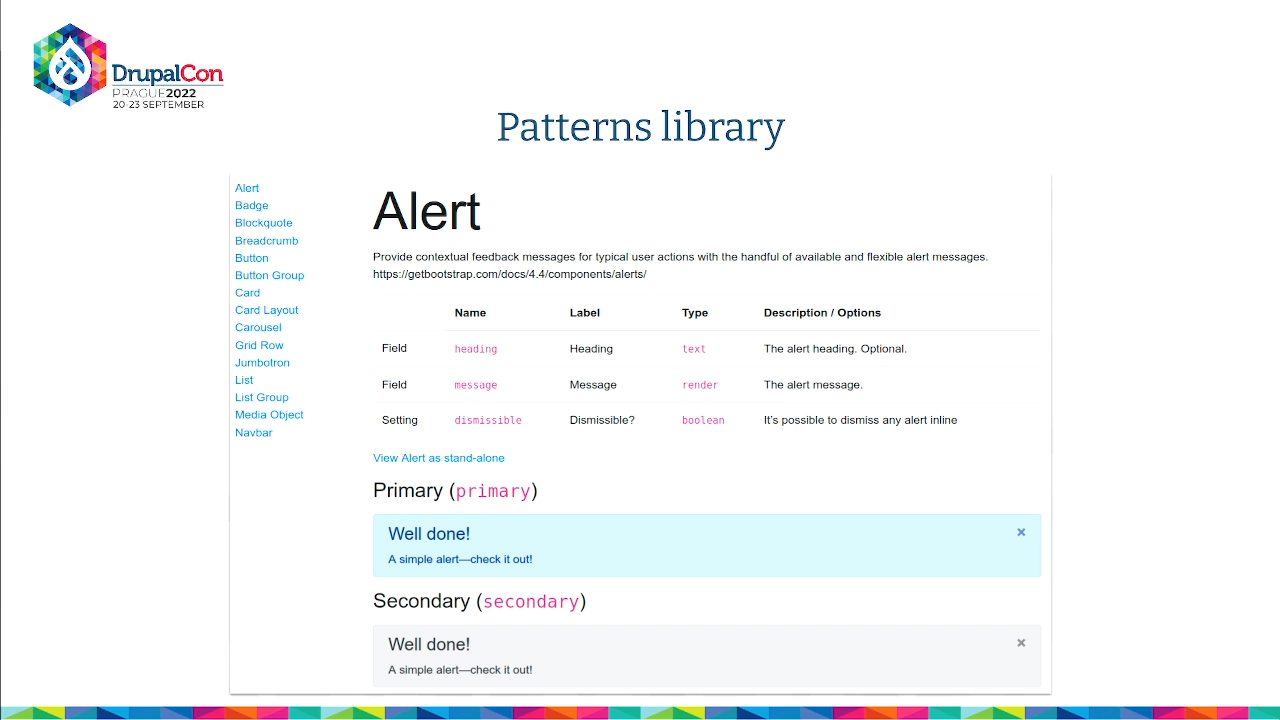 DrupalCon
PRAGUE2022
20-23 SEPTEMBER
Patterns library
Alert
Badge
Blockquote
Breadcrumb
Button
Button Group
Card
Card Layout
Carousel
Grid Row
Jumbotron
List
List Group
Media Object
Navbar
Alert
Provide contextual feedback messages for typical user actions with the handful of available and flexible alert messages.
https://getbootstrap.com/docs/4.4/components/alerts/
Name Label Type Description / Options
Field heading Heading text The alert heading. Optional.
Field message Message render The alert message.
Setting dismissible Dismissible? boolean It's possible to dismiss any alert inline
View Alert as stand-alone
Primary (primary)
Well done! ×
A simple alert—check it out!
Secondary (secondary)
Well done! ×
A simple alert—check it out!